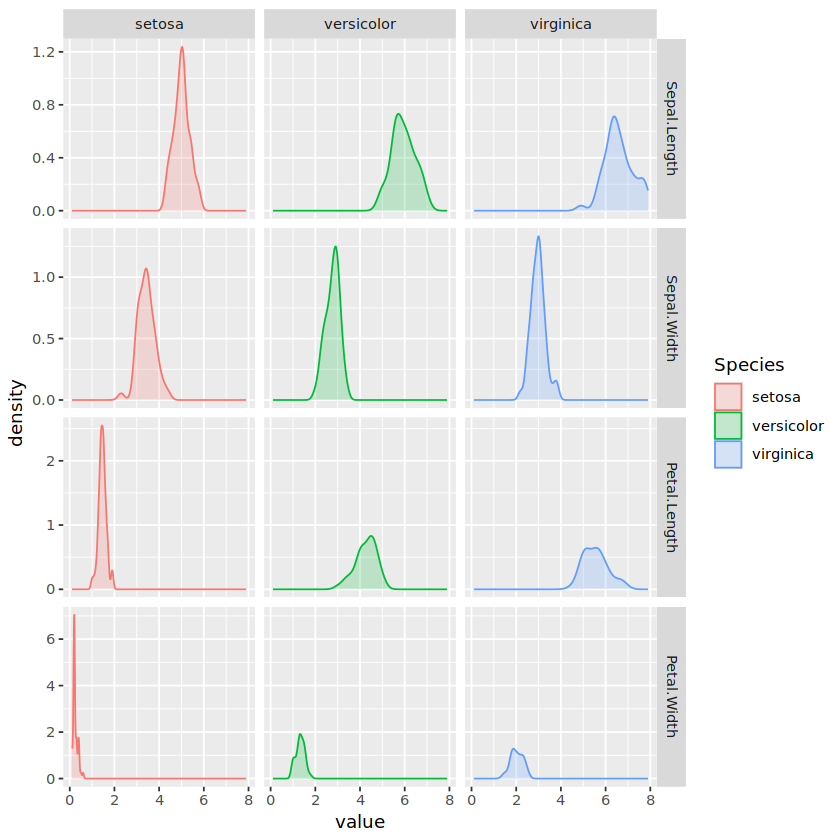 setosa versicolor virginica
1.2
0.8
0.4
0.0
Sepal.Length
1.0
0.5
0.0
Sepal.Width
density
2
1
0
Petal.Length
6
4
2
0
Petal.Width
0 2 4 6 8 0 2 4 6 8 0 2 4 6 8
value
Species
setosa
versicolor
virginica